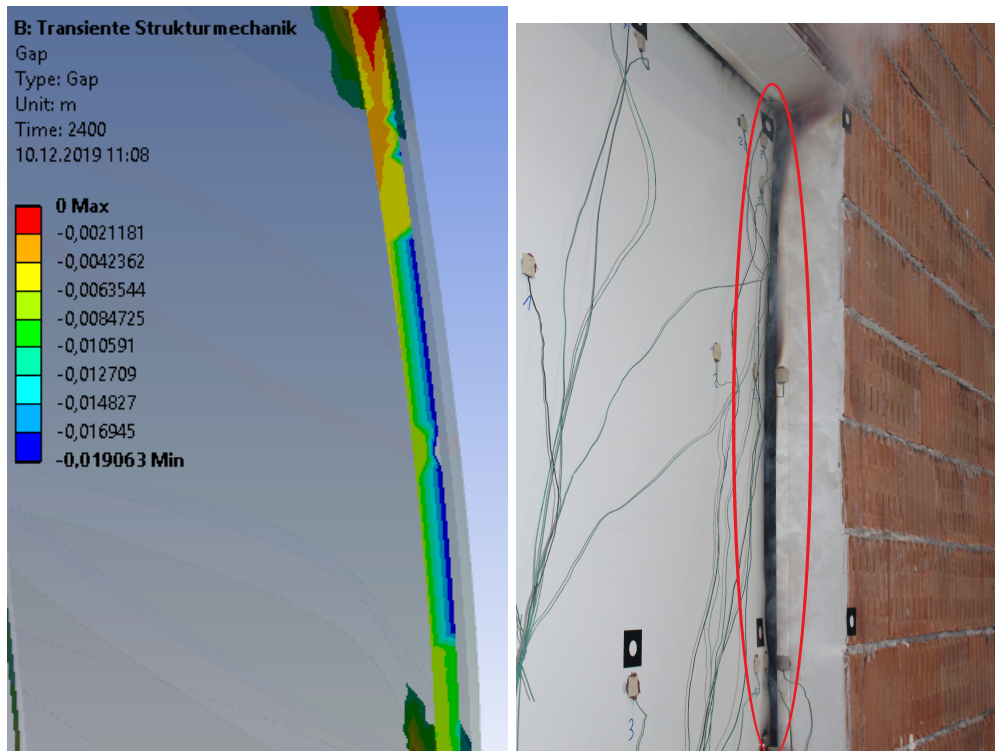 B: Transiente Strukturmechanik
Gap
Type: Gap
Unit: m
Time: 2400
10.12.2019 11:08
0 Max
-0,0021181
-0,0042362
-0,0063544
-0,0084725
-0,010591
-0,012709
-0,014827
-0,016945
-0,019063 Min
3